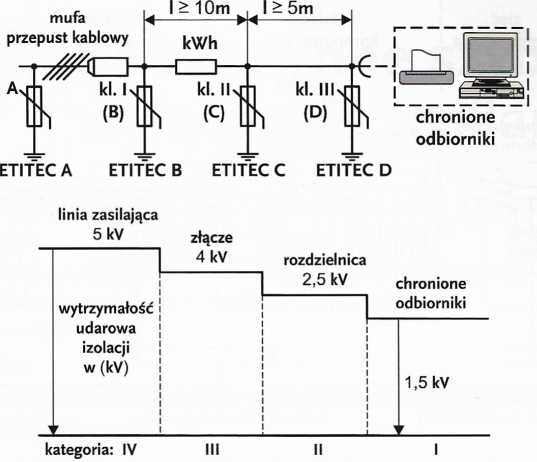 mufa
przepust kablowy
l ≥ 10m
l ≥ 5m
kWh
A
kl. I
(B)
kl. II
(C)
kl. III
(D)
chronione
odbiorniki
ETITEC A
ETITEC B
ETITEC C
ETITEC D
linia zasilająca
5 kV
złącze
4 kV
rozdzielnica
2,5 kV
chronione
odbiorniki
wytrzymałość
udarowa
izolacji
w (kV)
1,5 kV
kategoria: IV III II I